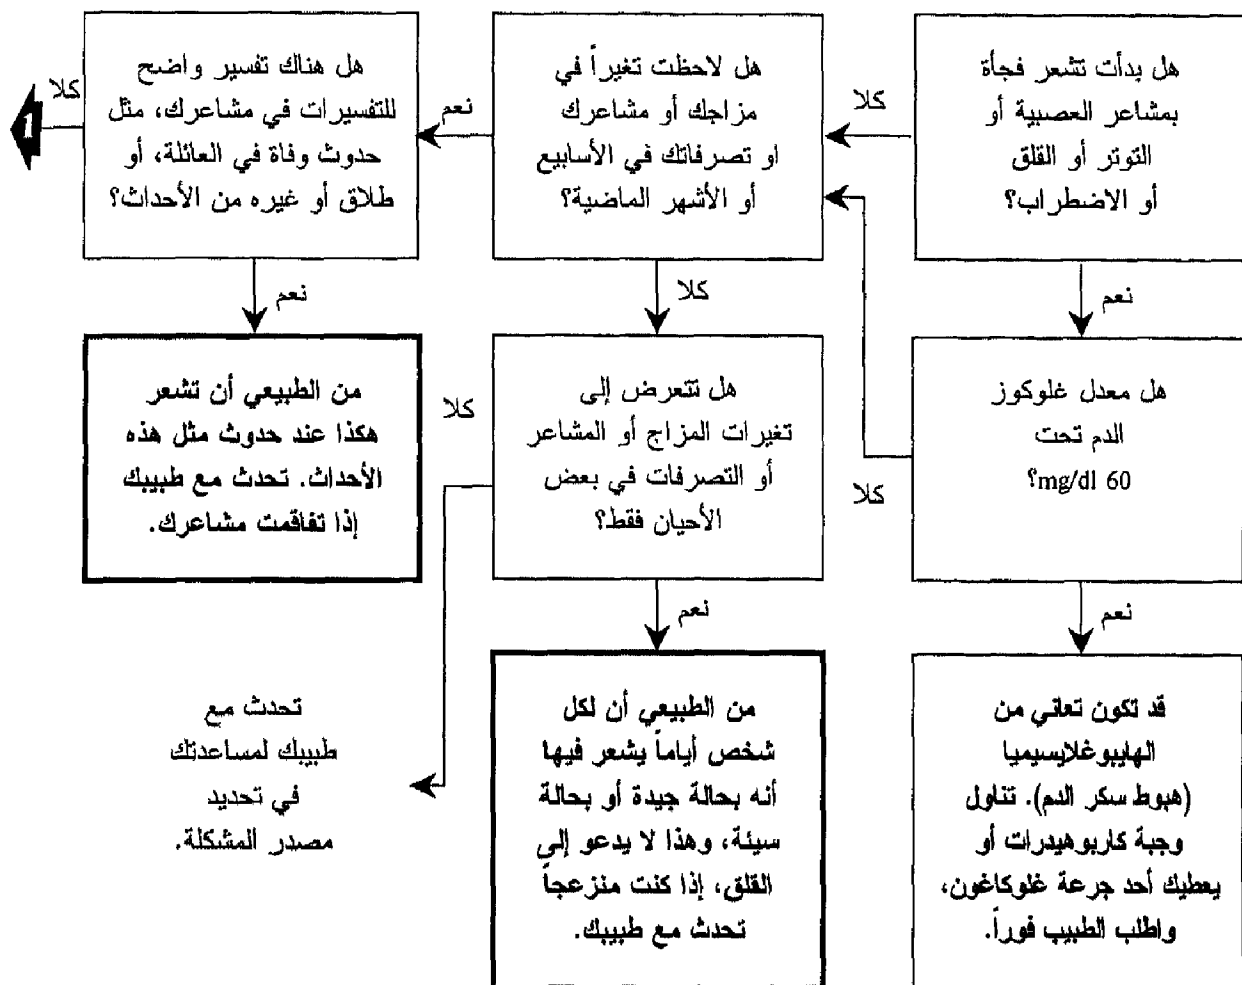 هل بدأت تشعر فجأة
بمشاعر العصبية أو
التوتر أو القلق
أو الاضطراب؟
كلا
نعم
هل لاحظت تغيراً في
مزاجك أو مشاعرك
او تصرفاتك في الأسابيع
أو الأشهر الماضية؟
نعم
كلا
هل هناك تفسير واضح
للتفسيرات في مشاعرك، مثل
حدوث وفاة في العائلة، أو
طلاق أو غيره من الأحداث؟
كلا
1
نعم
هل معدل غلوكوز
الدم تحت
60 mg/dl؟
كلا
نعم
هل تتعرض إلى
تغيرات المزاج أو المشاعر
أو التصرفات في بعض
الأحيان فقط؟
كلا
نعم
من الطبيعي أن تشعر
هكذا عند حدوث مثل هذه
الأحداث. تحدث مع طبيبك
إذا تفاقمت مشاعرك.
قد تكون تعاني من
الهايبوغلايسيميا
(هبوط سكر الدم). تناول
وجبة كاربوهيدرات أو
يعطيك أحد جرعة غلوكاغون،
واطلب الطبيب فوراً.
من الطبيعي أن لكل
شخص أياماً يشعر فيها
أنه بحالة جيدة أو بحالة
سيئة، وهذا لا يدعو إلى
القلق، إذا كنت منزعجاً
تحدث مع طبيبك.
تحدث مع
طبيبك لمساعدتك
في تحديد
مصدر المشكلة.